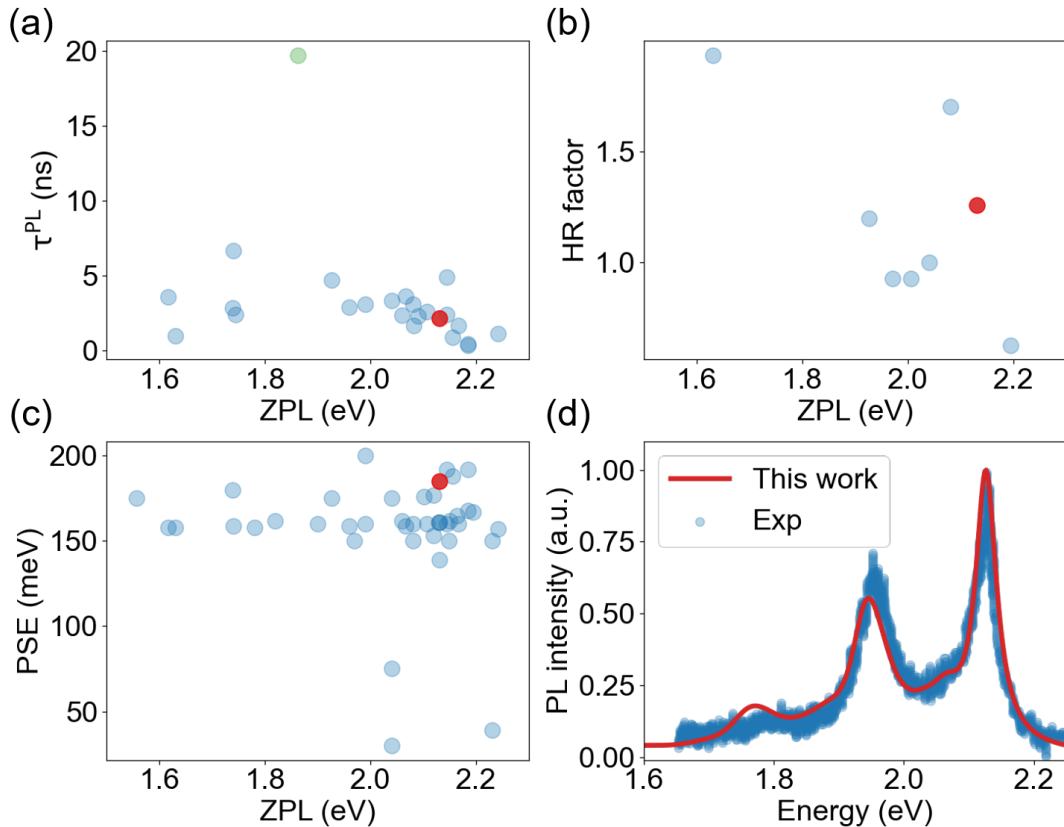 (a)
20
15
10
5
0
τ^PL (ns)
1.6 1.8 2.0 2.2
ZPL (eV)
(b)
1.5
1.0
HR factor
1.6 1.8 2.0 2.2
ZPL (eV)
(c)
200
150
100
50
PSE (meV)
1.6 1.8 2.0 2.2
ZPL (eV)
(d)
1.00
0.75
0.50
0.25
0.00
PL intensity (a.u.)
This work
Exp
1.6 1.8 2.0 2.2
Energy (eV)